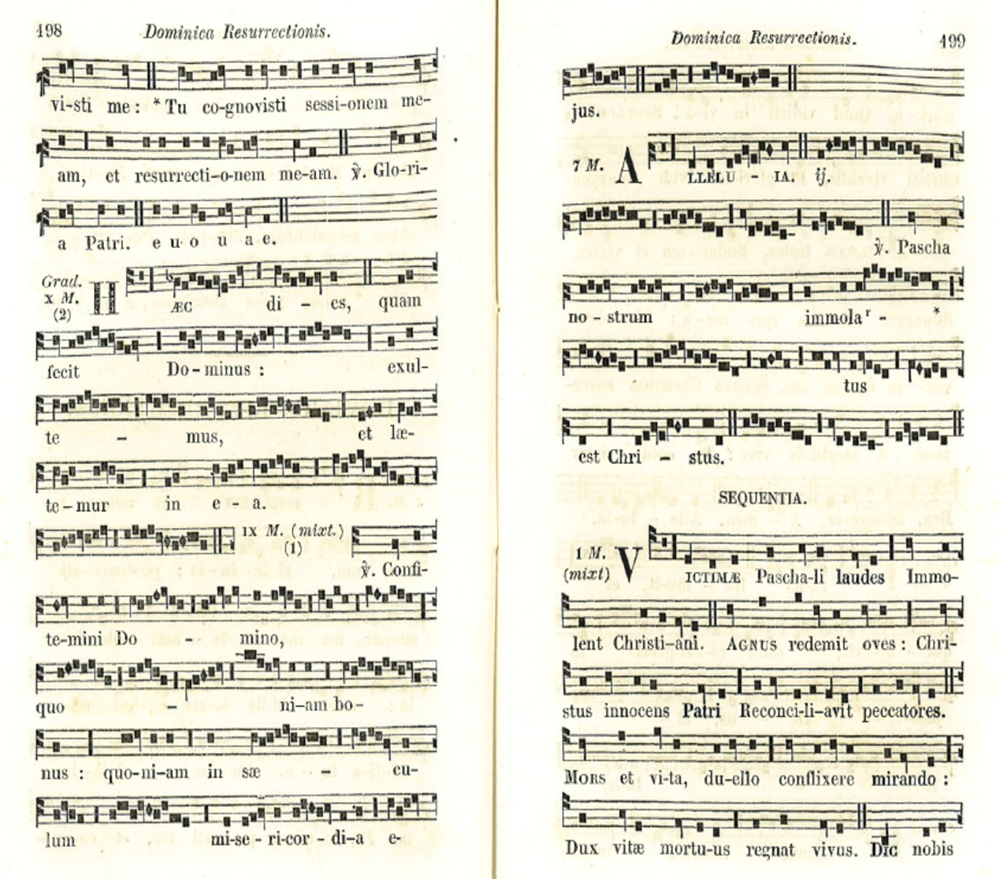 198 Dominica Resurrectionis.
vi-sti me: * Tu co-gnovisti sessi-onem me-
am, et resurrecti-o-nem me-am. ℣. Glo-ri-
a Patri. e u o u a e.
Grad.
x M.
(2)
HÆC di - es, quam
fecit Do-minus : exul-
te - mus, et læ-
te-mur in e-a.
IX M. (mixt.)
(1)
℣. Confi-
te-mini Do - mino,
quo - ni-am bo-
nus : quo-ni-am in sæ - cu-
lum mi-se-ri-cor-di-a e-
Dominica Resurrectionis. 199
jus.
7 M. ALLELU - IA. ij.
℣. Pascha
no-strum immola r - *
tus
est Chri stus.
SEQUENTIA.
1 M.
(mixt) VICTIMÆ Pascha-li laudes Immo-
lent Christi-ani. AGNUS redemit oves : Chri-
stus innocens Patri Reconci-li-avit peccatores.
MORS et vi-ta, du-ello conflixere mirando :
Dux vitæ mortu-us regnat vivus. DIC nobis